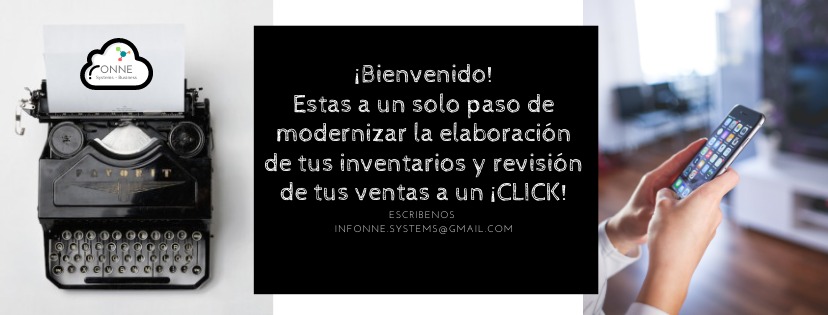 ONNE
Systems - Business
FAVORIT
¡Bienvenido!
Estas a un solo paso de
modernizar la elaboración
de tus inventarios y revisión
de tus ventas a un ¡CLICK!
ESCRIBENOS
INFONNE.SYSTEMS@GMAIL.COM